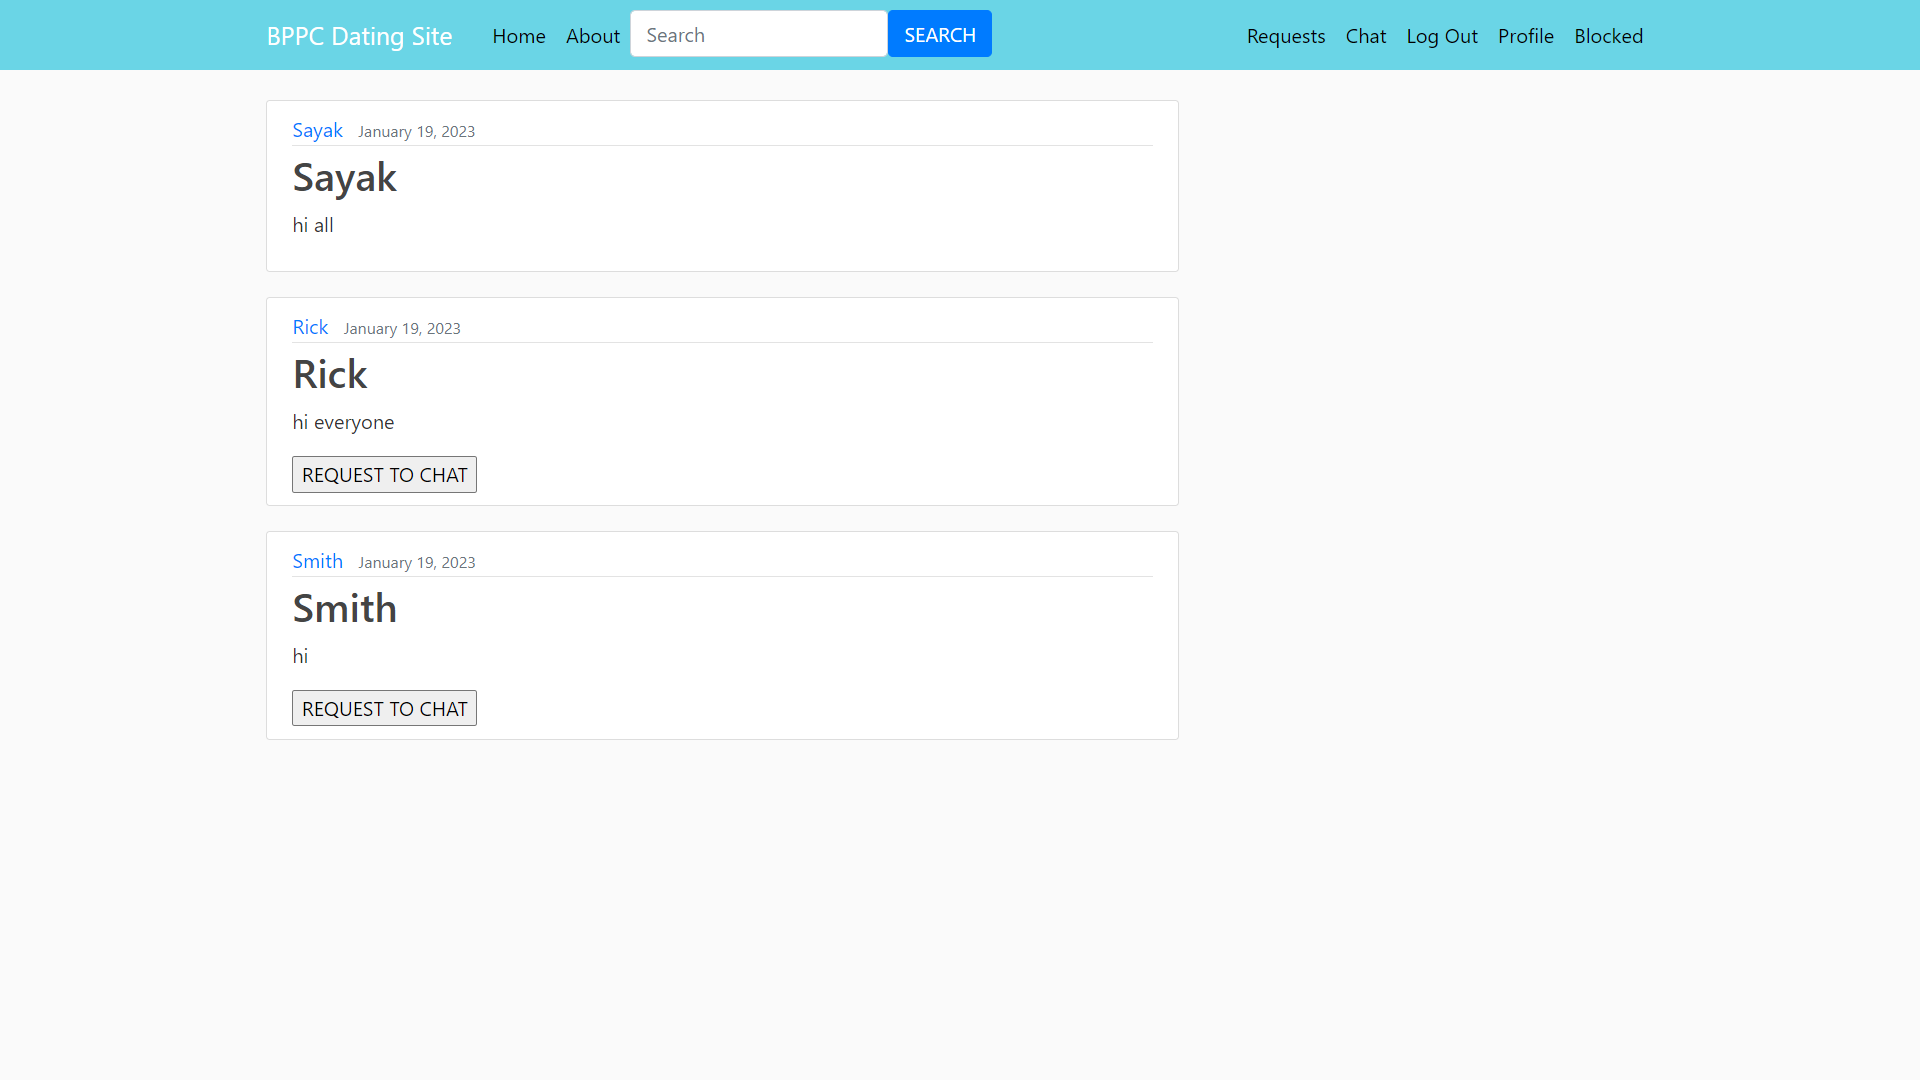 BPPC Dating Site Home About Search SEARCH Requests Chat Log Out Profile Blocked
Sayak January 19, 2023
Sayak
hi all
Rick January 19, 2023
Rick
hi everyone
REQUEST TO CHAT
Smith January 19, 2023
Smith
hi
REQUEST TO CHAT